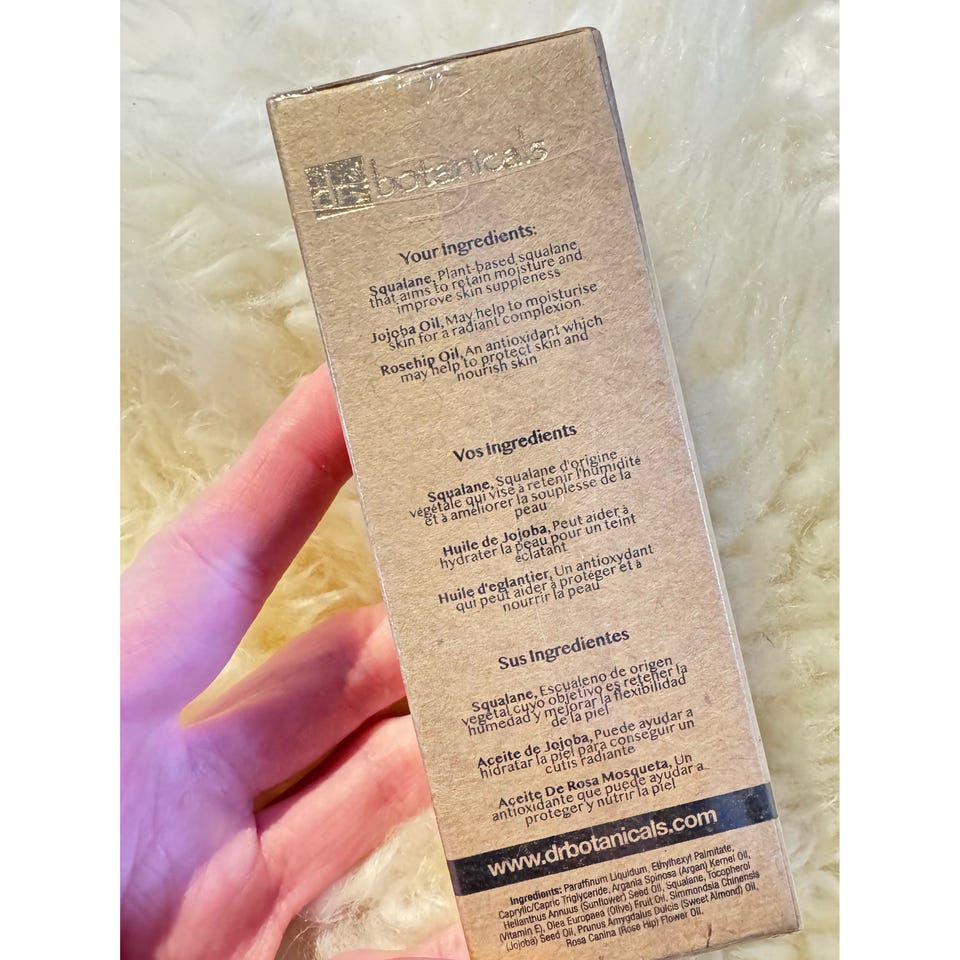 botanicals
Your Ingredients:
Squalane, Plant-based squalane
that aims to retain moisture and
improve skin suppleness
Jojoba Oil, May help to moisturise
skin for a radiant complexion
Rosehip Oil, An antioxidant which
may help to protect skin and
nourish skin
Vos Ingredients
Squalane, Squalane d'origine
végétale qui vise à retenir l'humidité
et à améliorer la souplesse de la
peau
Huile de Jojoba, Peut aider à
hydrater la peau pour un teint
éclatant
Huile d'eglantier, Un antioxydant
qui peut aider à protéger et à
nourrir la peau
Sus Ingredientes
Squalane, Escualeno de origen
vegetal cuyo objetivo es retener la
humedad y mejorar la flexibilidad
de la piel
Aceite de Jojoba, Puede ayudar a
hidratar la piel para conseguir un
cutis radiante
Aceite De Rosa Mosqueta, Un
antioxidante que puede ayudar a
proteger y nutrir la piel
www.drbotanicals.com
Ingredients: Paraffinum Liquidum, Ethylhexyl Palmitate,
Caprylic/Capric Triglyceride, Argania Spinosa (Argan) Kernel Oil,
Helianthus Annuus (Sunflower) Seed Oil, Squalane, Tocopherol
(Vitamin E), Olea Europaea (Olive) Fruit Oil, Simmondsia Chinensis
(Jojoba) Seed Oil, Prunus Amygdalus Dulcis (Sweet Almond) Oil,
Rosa Canina (Rose Hip) Flower Oil.